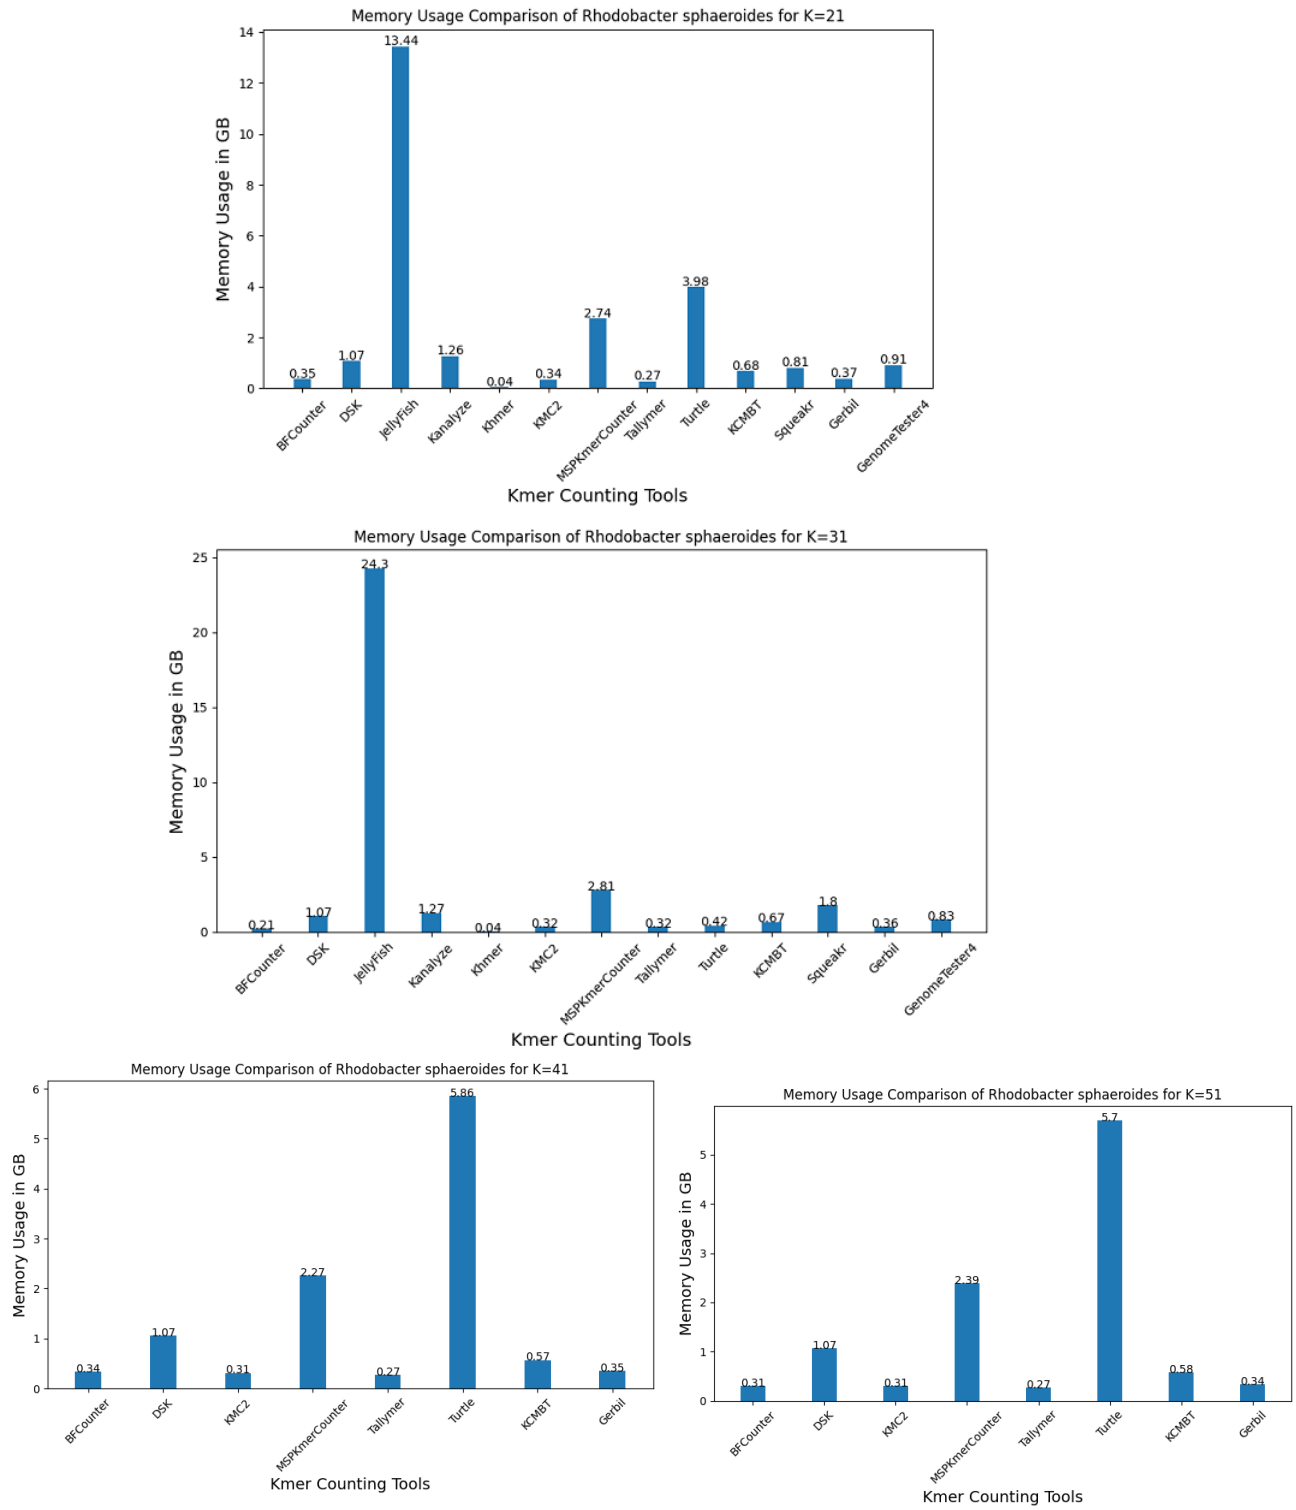 Memory Usage Comparison of Rhodobacter sphaeroides for K=21
Memory Usage in GB
14
12
10
8
6
4
2
0
0.35
1.07
13.44
1.26
0.04
0.34
2.74
0.27
3.98
0.68
0.81
0.37
0.91
BFCounter
DSK
JellyFish
Kanalyze
Khmer
KMC2
MSPKmerCounter
Tallymer
Turtle
KCMBT
Squeakr
Gerbil
GenomeTester4
Kmer Counting Tools
Memory Usage Comparison of Rhodobacter sphaeroides for K=31
Memory Usage in GB
25
20
15
10
5
0
0.21
1.07
24.3
1.27
0.04
0.32
2.81
0.32
0.42
0.67
1.8
0.36
0.83
BFCounter
DSK
JellyFish
Kanalyze
Khmer
KMC2
MSPKmerCounter
Tallymer
Turtle
KCMBT
Squeakr
Gerbil
GenomeTester4
Kmer Counting Tools
Memory Usage Comparison of Rhodobacter sphaeroides for K=41
Memory Usage in GB
6
5
4
3
2
1
0
0.34
1.07
0.31
2.27
0.27
5.86
0.57
0.35
BFCounter
DSK
KMC2
MSPKmerCounter
Tallymer
Turtle
KCMBT
Gerbil
Kmer Counting Tools
Memory Usage Comparison of Rhodobacter sphaeroides for K=51
Memory Usage in GB
5
4
3
2
1
0
0.31
1.07
0.31
2.39
0.27
5.7
0.58
0.34
BFCounter
DSK
KMC2
MSPKmerCounter
Tallymer
Turtle
KCMBT
Gerbil
Kmer Counting Tools